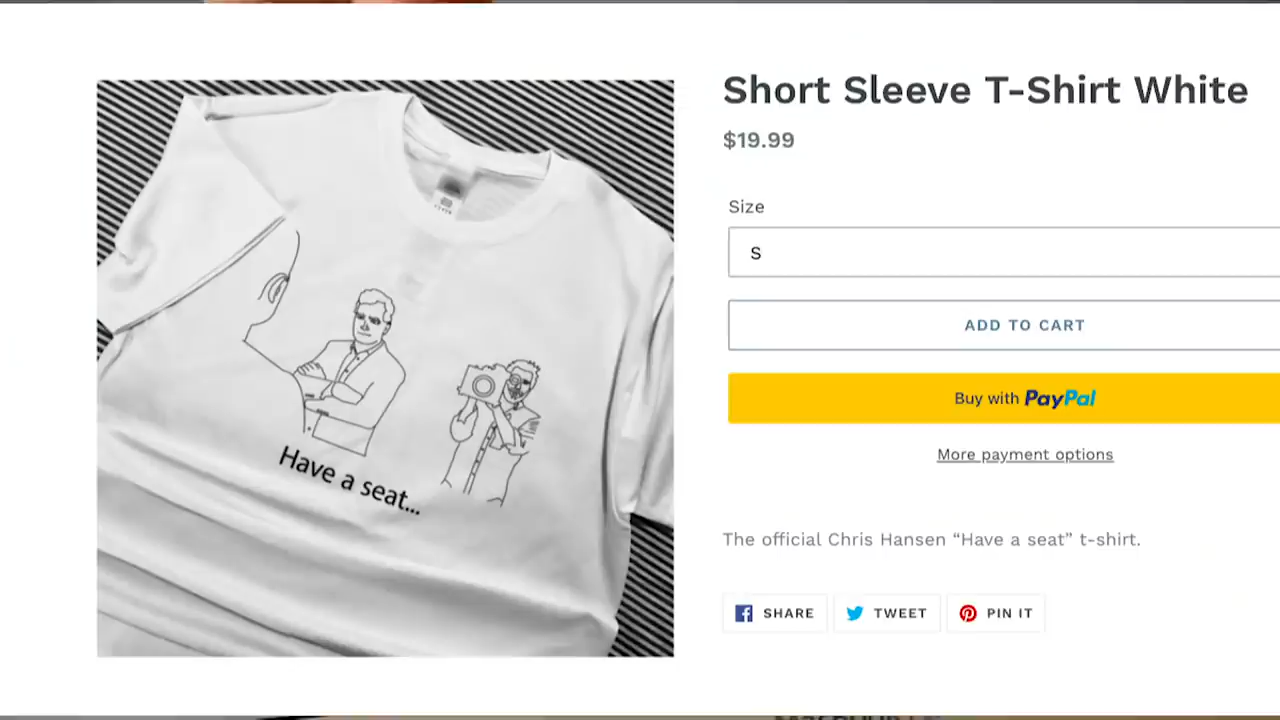 Short Sleeve T-Shirt White
$19.99
Size
S
ADD TO CART
Buy with PayPal
More payment options
Have a seat...
The official Chris Hansen “Have a seat” t-shirt.
SHARE
TWEET
PIN IT